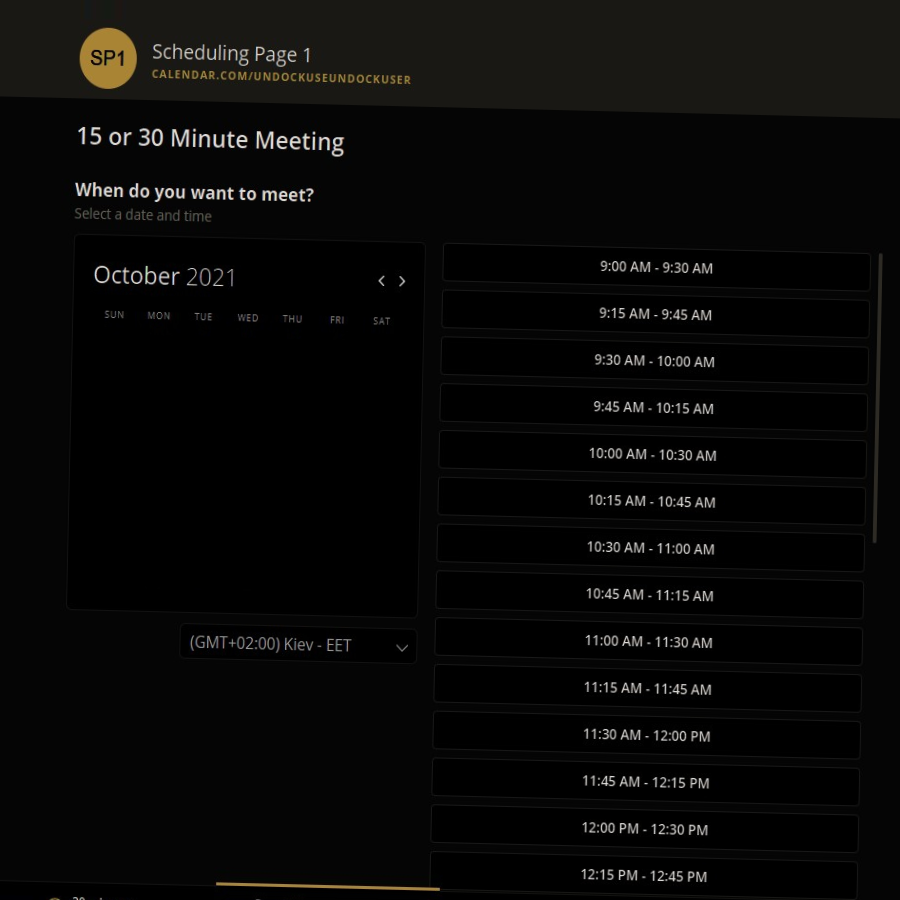 SP1
Scheduling Page 1
CALENDAR.COM/UNDOCKUSEUNDOCKUSER
15 or 30 Minute Meeting
When do you want to meet?
Select a date and time
October 2021
SUN MON TUE WED THU FRI SAT
(GMT+02:00) Kiev - EET
9:00 AM - 9:30 AM
9:15 AM - 9:45 AM
9:30 AM - 10:00 AM
9:45 AM - 10:15 AM
10:00 AM - 10:30 AM
10:15 AM - 10:45 AM
10:30 AM - 11:00 AM
10:45 AM - 11:15 AM
11:00 AM - 11:30 AM
11:15 AM - 11:45 AM
11:30 AM - 12:00 PM
11:45 AM - 12:15 PM
12:00 PM - 12:30 PM
12:15 PM - 12:45 PM